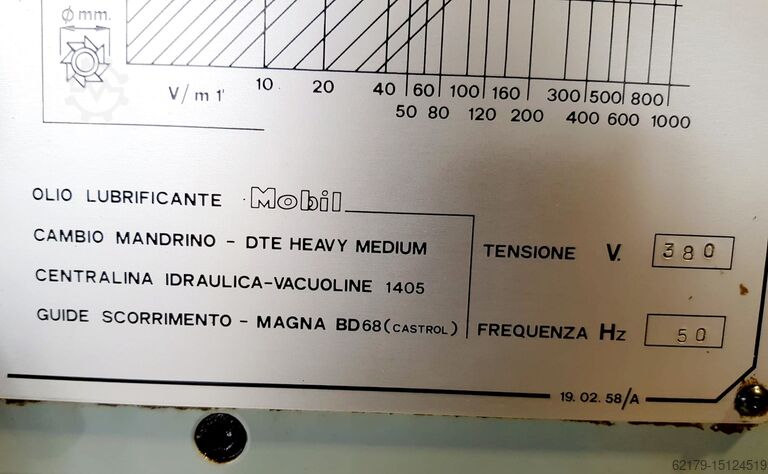 Ø mm.
V/m 1' 10 20 40 60 100 160 300 500 800
50 80 120 200 400 600 1000
OLIO LUBRIFICANTE Mobil
CAMBIO MANDRINO - DTE HEAVY MEDIUM
CENTRALINA IDRAULICA-VACUOLINE 1405
GUIDE SCORRIMENTO - MAGNA BD68 (CASTROL)
TENSIONE V. 380
FREQUENZA Hz 50
19.02.58/A
62179-15124519